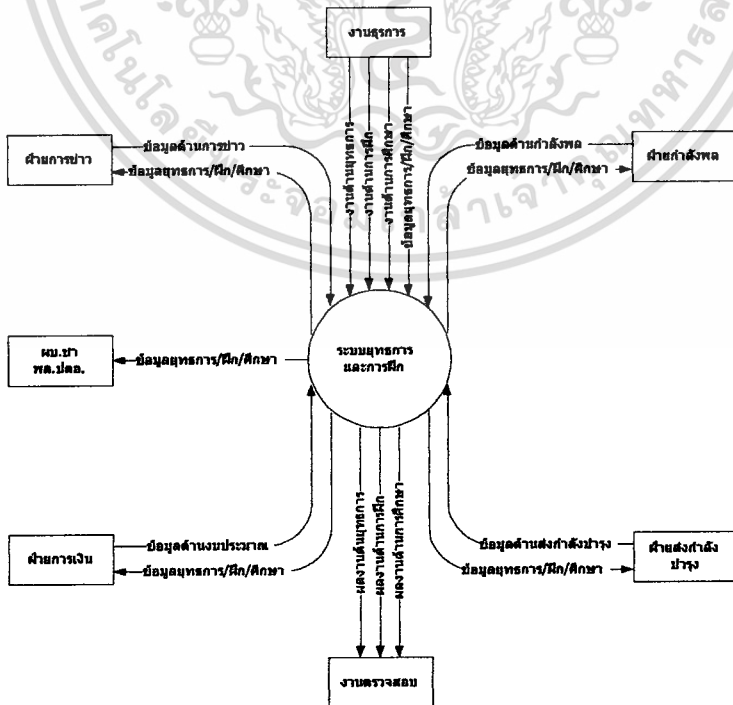 งานธุรการ
งานด้านยุทธการ
งานด้านการฝึก
งานด้านการศึกษา
ข้อมูลยุทธการ/ฝึก/ศึกษา
ฝ่ายการข่าว
ข้อมูลด้านการข่าว
ข้อมูลยุทธการ/ฝึก/ศึกษา
ข้อมูลด้านกำลังพล
ข้อมูลยุทธการ/ฝึก/ศึกษา
ฝ่ายกำลังพล
ผบ.ชา
พล.ปตอ.
ข้อมูลยุทธการ/ฝึก/ศึกษา
ระบบยุทธการ
และการฝึก
ฝ่ายการเงิน
ข้อมูลด้านงบประมาณ
ข้อมูลยุทธการ/ฝึก/ศึกษา
ผลงานด้านยุทธการ
ผลงานด้านการฝึก
ผลงานด้านการศึกษา
ข้อมูลด้านส่งกำลังบำรุง
ข้อมูลยุทธการ/ฝึก/ศึกษา
ฝ่ายส่งกำลัง
บำรุง
งานตรวจสอบ